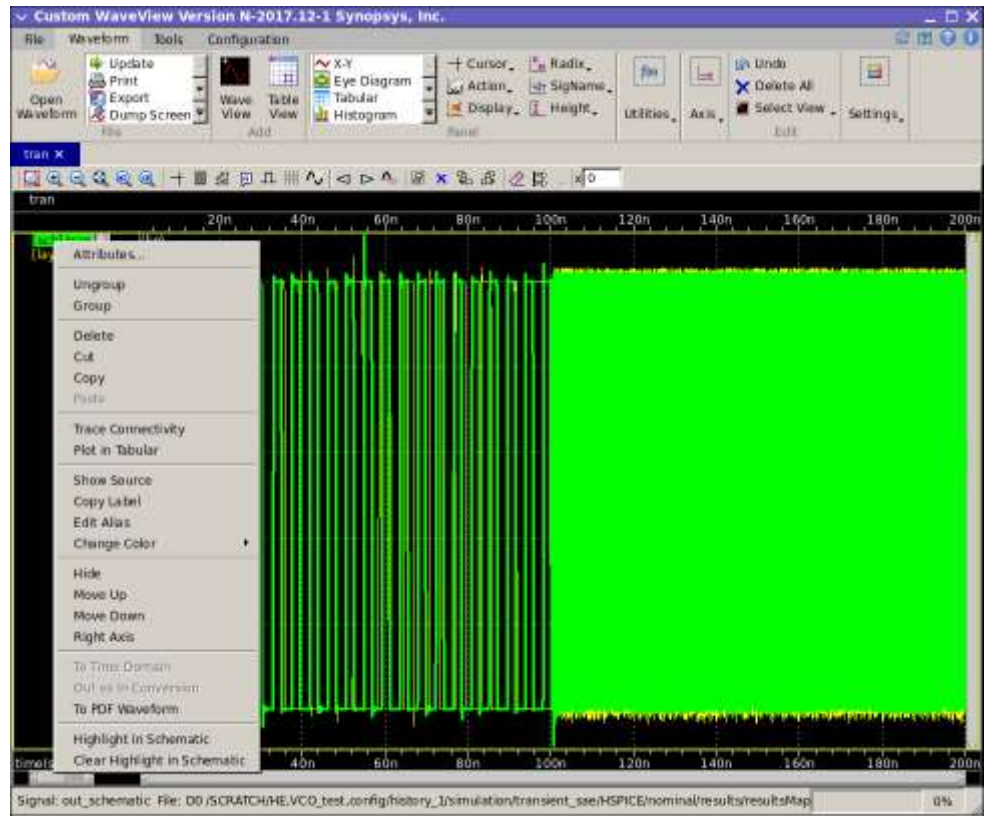 Custom WaveView Version N-2017.12-1 Synopsys, Inc.
File Waveform Tools Configuration
Open Waveform
Update
Print
Export
Dump Screen
File
Wave View
Table View
Add
X-Y
Eye Diagram
Tabular
Histogram
Cursor
Action
Display
Radix
SigName
Height
Panel
Utilities
Axis
Undo
Delete All
Select View
Edit
Settings
tran
x 0
tran
20n 40n 60n 80n 100n 120n 140n 160n 180n 200n
Attributes...
Ungroup
Group
Delete
Cut
Copy
Paste
Trace Connectivity
Plot in Tabular
Show Source
Copy Label
Edit Alias
Change Color
Hide
Move Up
Move Down
Right Axis
To Time Domain
Out vs In Conversion
To PDF Waveform
Highlight in Schematic
Clear Highlight in Schematic
40n 60n 80n 100n 120n 140n 160n 180n 200n
Signal: out_schematic File: D0 /SCRATCH/HE.VCO_test.config/history_1/simulation/transient_sae/HSPICE/nominal/results/resultsMap
0%